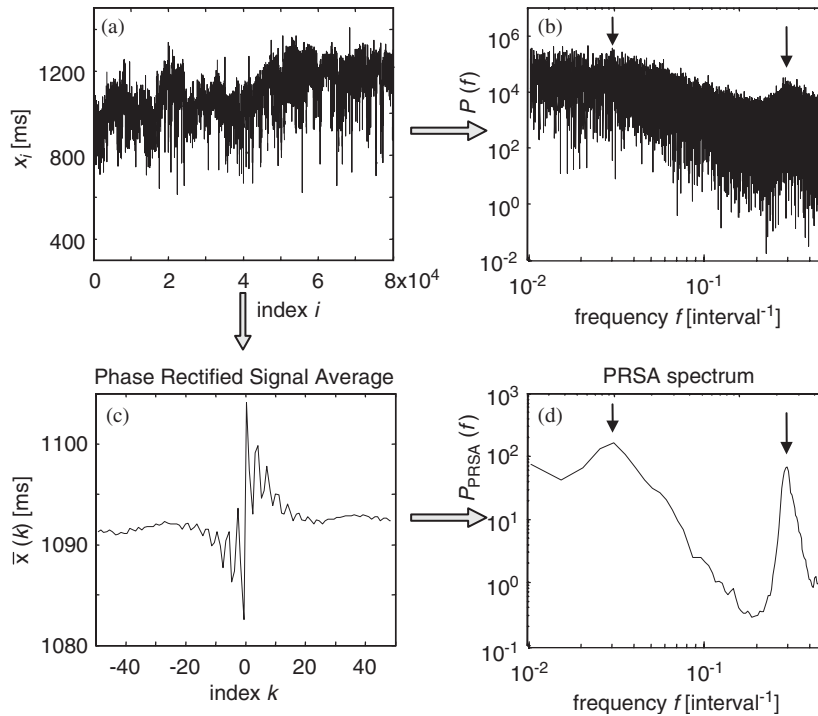 (a)
x_i [ms]
1200
1000
800
600
400
0 2 4 6 8x10^4
index i
(b)
P (f)
10^6
10^4
10^2
10^0
10^-2
10^-2 10^-1
frequency f [interval^-1]
Phase Rectified Signal Average
(c)
x̅ (k) [ms]
1100
1090
1080
-40 -20 0 20 40
index k
PRSA spectrum
(d)
P_PRSA (f)
10^3
10^2
10^1
10^0
10^-1
10^-2 10^-1
frequency f [interval^-1]